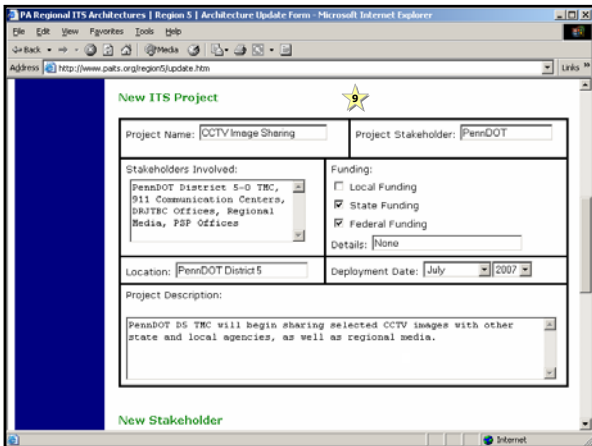 PA Regional ITS Architectures | Region 5 | Architecture Update Form - Microsoft Internet Explorer
File Edit View Favorites Tools Help
Back Media
Address http://www.paits.org/region5/update.htm Links »
New ITS Project 9
Project Name: CCTV Image Sharing Project Stakeholder: PennDOT
Stakeholders Involved: Funding:
PennDOT District 5-0 TMC,
911 Communication Centers,
DRJTBC Offices, Regional
Media, PSP Offices
Local Funding
State Funding
Federal Funding
Details: None
Location: PennDOT District 5 Deployment Date: July 2007
Project Description:
PennDOT D5 TMC will begin sharing selected CCTV images with other
state and local agencies, as well as regional media.
New Stakeholder
Internet